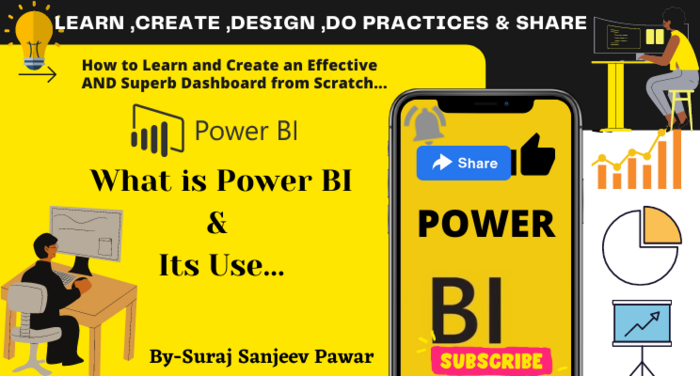 LEARN ,CREATE ,DESIGN ,DO PRACTICES & SHARE
How to Learn and Create an Effective
AND Superb Dashboard from Scratch...
Power BI
What is Power BI
&
Its Use...
By-Suraj Sanjeev Pawar
Share
POWER
BI
SUBSCRIBE